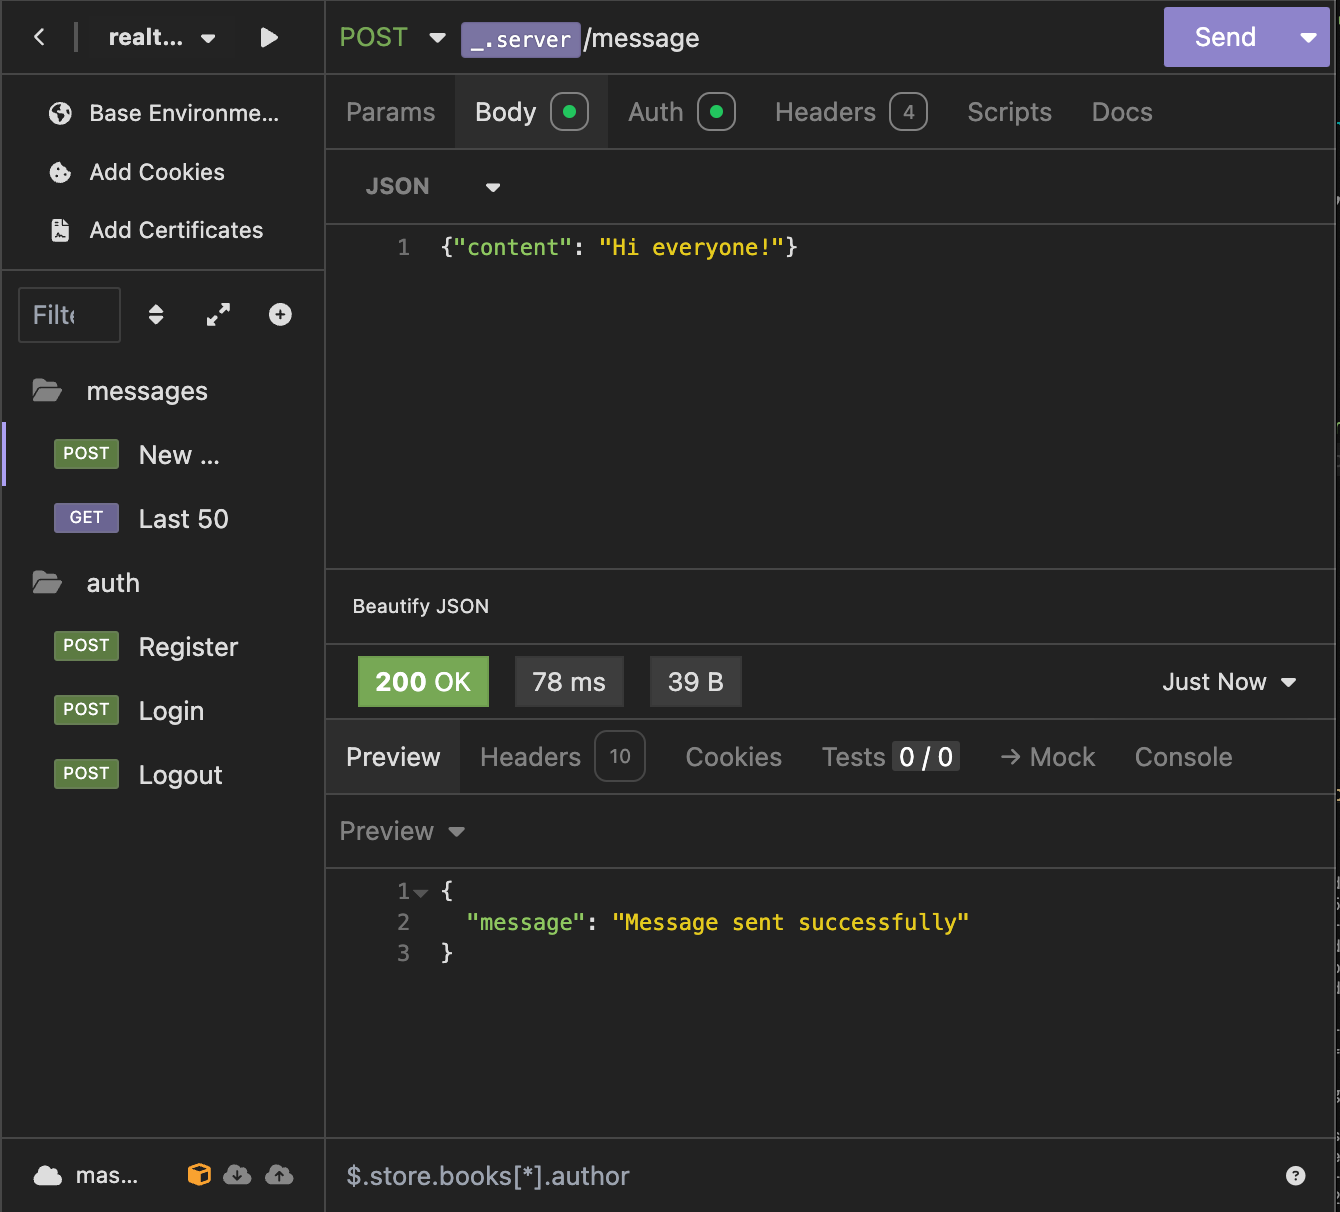 realt...
Base Environme...
Add Cookies
Add Certificates
Filte
messages
POST New ...
GET Last 50
auth
POST Register
POST Login
POST Logout
mas...
POST _.server /message
Send
Params Body Auth Headers 4 Scripts Docs
JSON
1 {"content": "Hi everyone!"}
Beautify JSON
200 OK 78 ms 39 B Just Now
Preview Headers 10 Cookies Tests 0 / 0 → Mock Console
Preview
1 {
2 "message": "Message sent successfully"
3 }
$.store.books[*].author